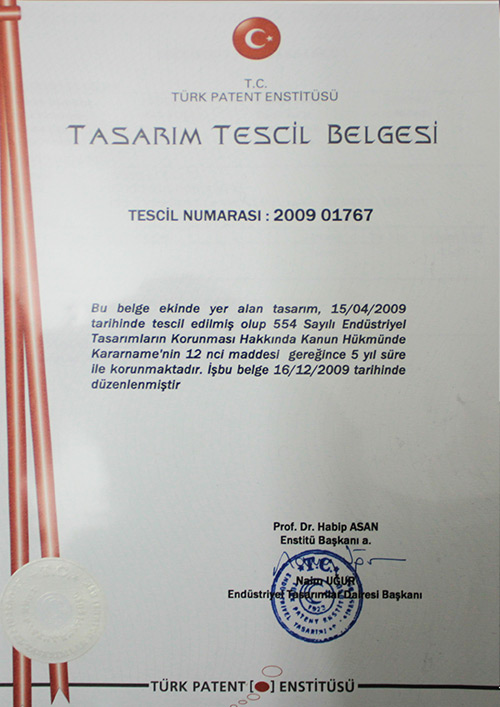 T.C.
TÜRK PATENT ENSTİTÜSÜ
TASARIM TESCİL BELGESİ
TESCİL NUMARASI : 2009 01767
Bu belge ekinde yer alan tasarım, 15/04/2009
tarihinde tescil edilmiş olup 554 Sayılı Endüstriyel
Tasarımların Korunması Hakkında Kanun Hükmünde
Kararname'nin 12 nci maddesi gereğince 5 yıl süre
ile korunmaktadır. İşbu belge 16/12/2009 tarihinde
düzenlenmiştir
Prof. Dr. Habip ASAN
Enstitü Başkanı a.
T.C.
Naim UĞUR
Endüstriyel Tasarımlar Dairesi Başkanı
TÜRK PATENT ENSTİTÜSÜ